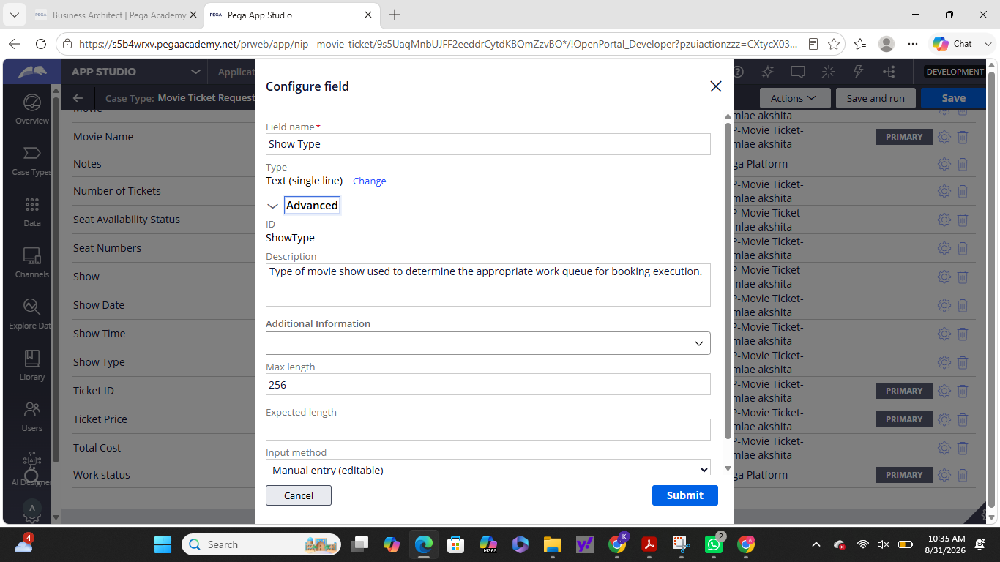 Business Architect | Pega Academy
PEGA
Pega App Studio
https://s5b4wrxv.pegaacademy.net/prweb/app/nip--movie-ticket/9s5UaqMnbUJFF2eeddrCytdKBQmZzvBO*/!OpenPortal_Developer?pzuiactionzzz=CXtycX03...
Chat
APP STUDIO
Applicat
DEVELOPMENT
Case Type: Movie Ticket Request
Actions
Save and run
Save
Overview
Case Types
Data
Channels
Explore Dat
Library
Users
AI Designe
A
Movie
Movie Name
Notes
Number of Tickets
Seat Availability Status
Seat Numbers
Show
Show Date
Show Time
Show Type
Ticket ID
Ticket Price
Total Cost
Work status
Configure field
Field name*
Show Type
Type
Text (single line) Change
Advanced
ID
ShowType
Description
Type of movie show used to determine the appropriate work queue for booking execution.
Additional Information
Max length
256
Expected length
Input method
Manual entry (editable)
Cancel
Submit
mlae akshita
P-Movie Ticket-
mlae akshita
PRIMARY
ga Platform
P-Movie Ticket-
mlae akshita
P-Movie Ticket-
mlae akshita
P-Movie Ticket-
mlae akshita
P-Movie Ticket-
mlae akshita
P-Movie Ticket-
mlae akshita
P-Movie Ticket-
mlae akshita
P-Movie Ticket-
mlae akshita
P-Movie Ticket-
mlae akshita
PRIMARY
P-Movie Ticket-
mlae akshita
PRIMARY
P-Movie Ticket-
mlae akshita
ga Platform
PRIMARY
4
Search
M365
K
2
A
10:35 AM
8/31/2026